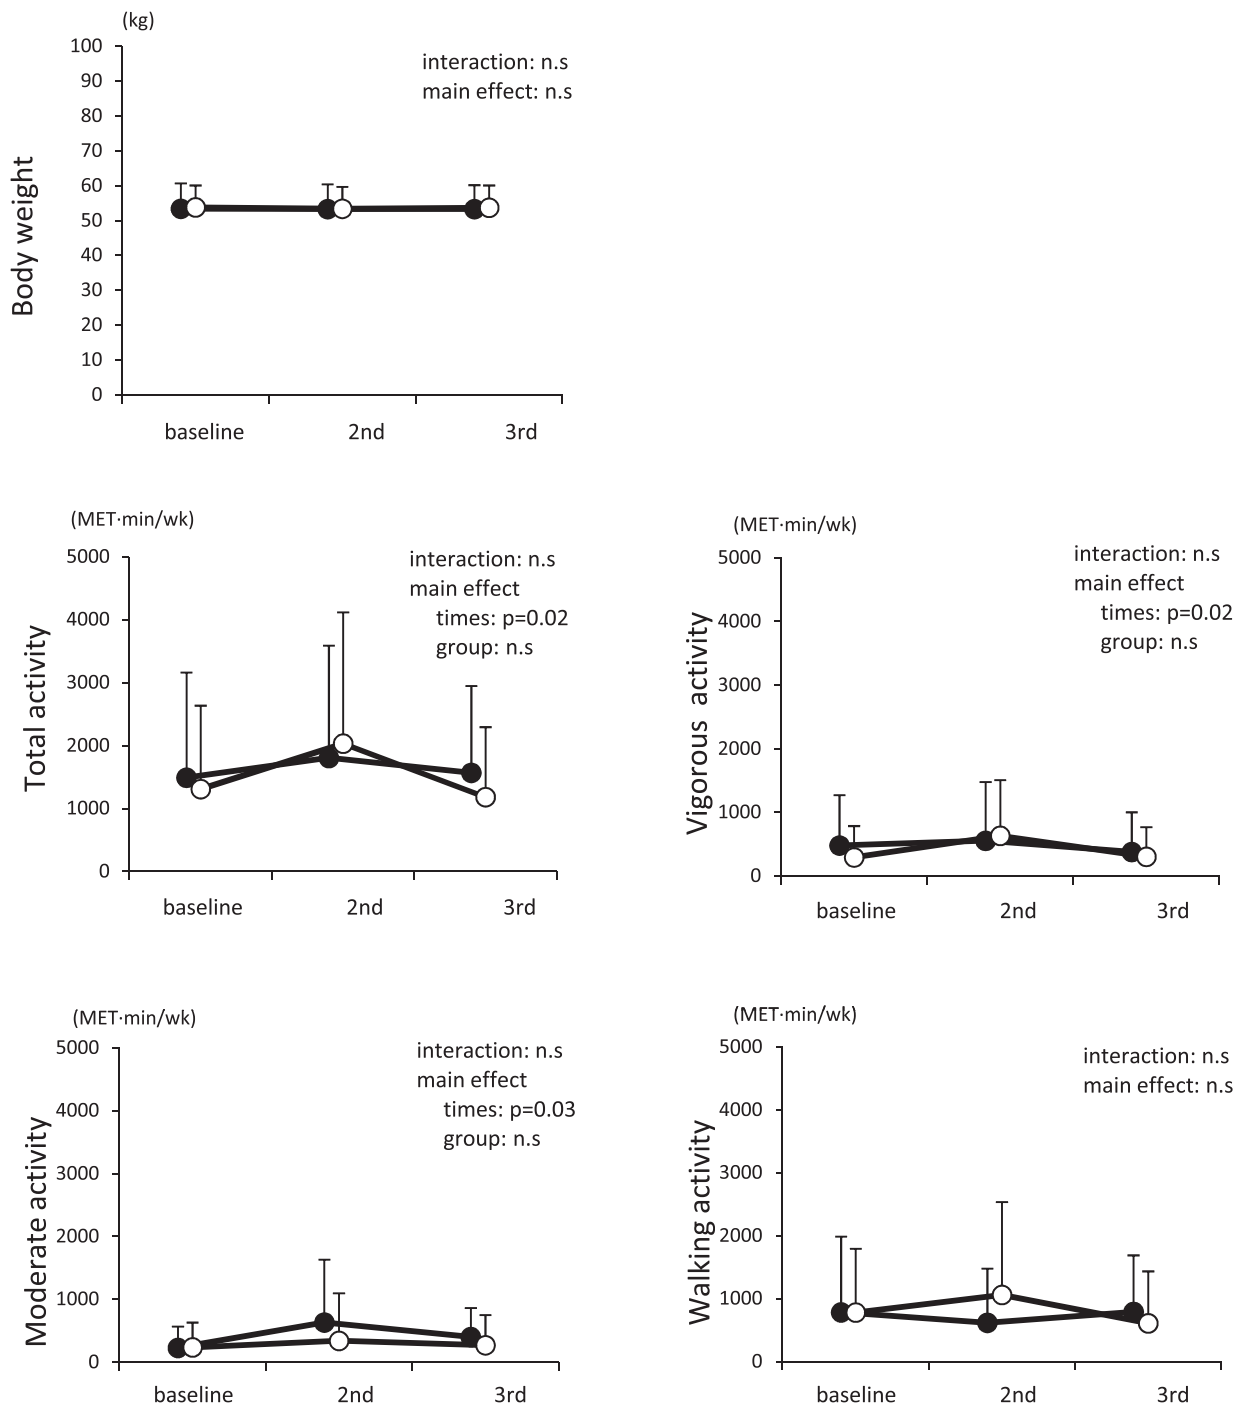 (kg)
Body weight
100
90
80
70
60
50
40
30
20
10
0
interaction: n.s
main effect: n.s
baseline 2nd 3rd
(MET·min/wk)
Total activity
5000
4000
3000
2000
1000
0
interaction: n.s
main effect
times: p=0.02
group: n.s
baseline 2nd 3rd
(MET·min/wk)
Vigorous activity
5000
4000
3000
2000
1000
0
interaction: n.s
main effect
times: p=0.02
group: n.s
baseline 2nd 3rd
(MET·min/wk)
Moderate activity
5000
4000
3000
2000
1000
0
interaction: n.s
main effect
times: p=0.03
group: n.s
baseline 2nd 3rd
(MET·min/wk)
Walking activity
5000
4000
3000
2000
1000
0
interaction: n.s
main effect: n.s
baseline 2nd 3rd